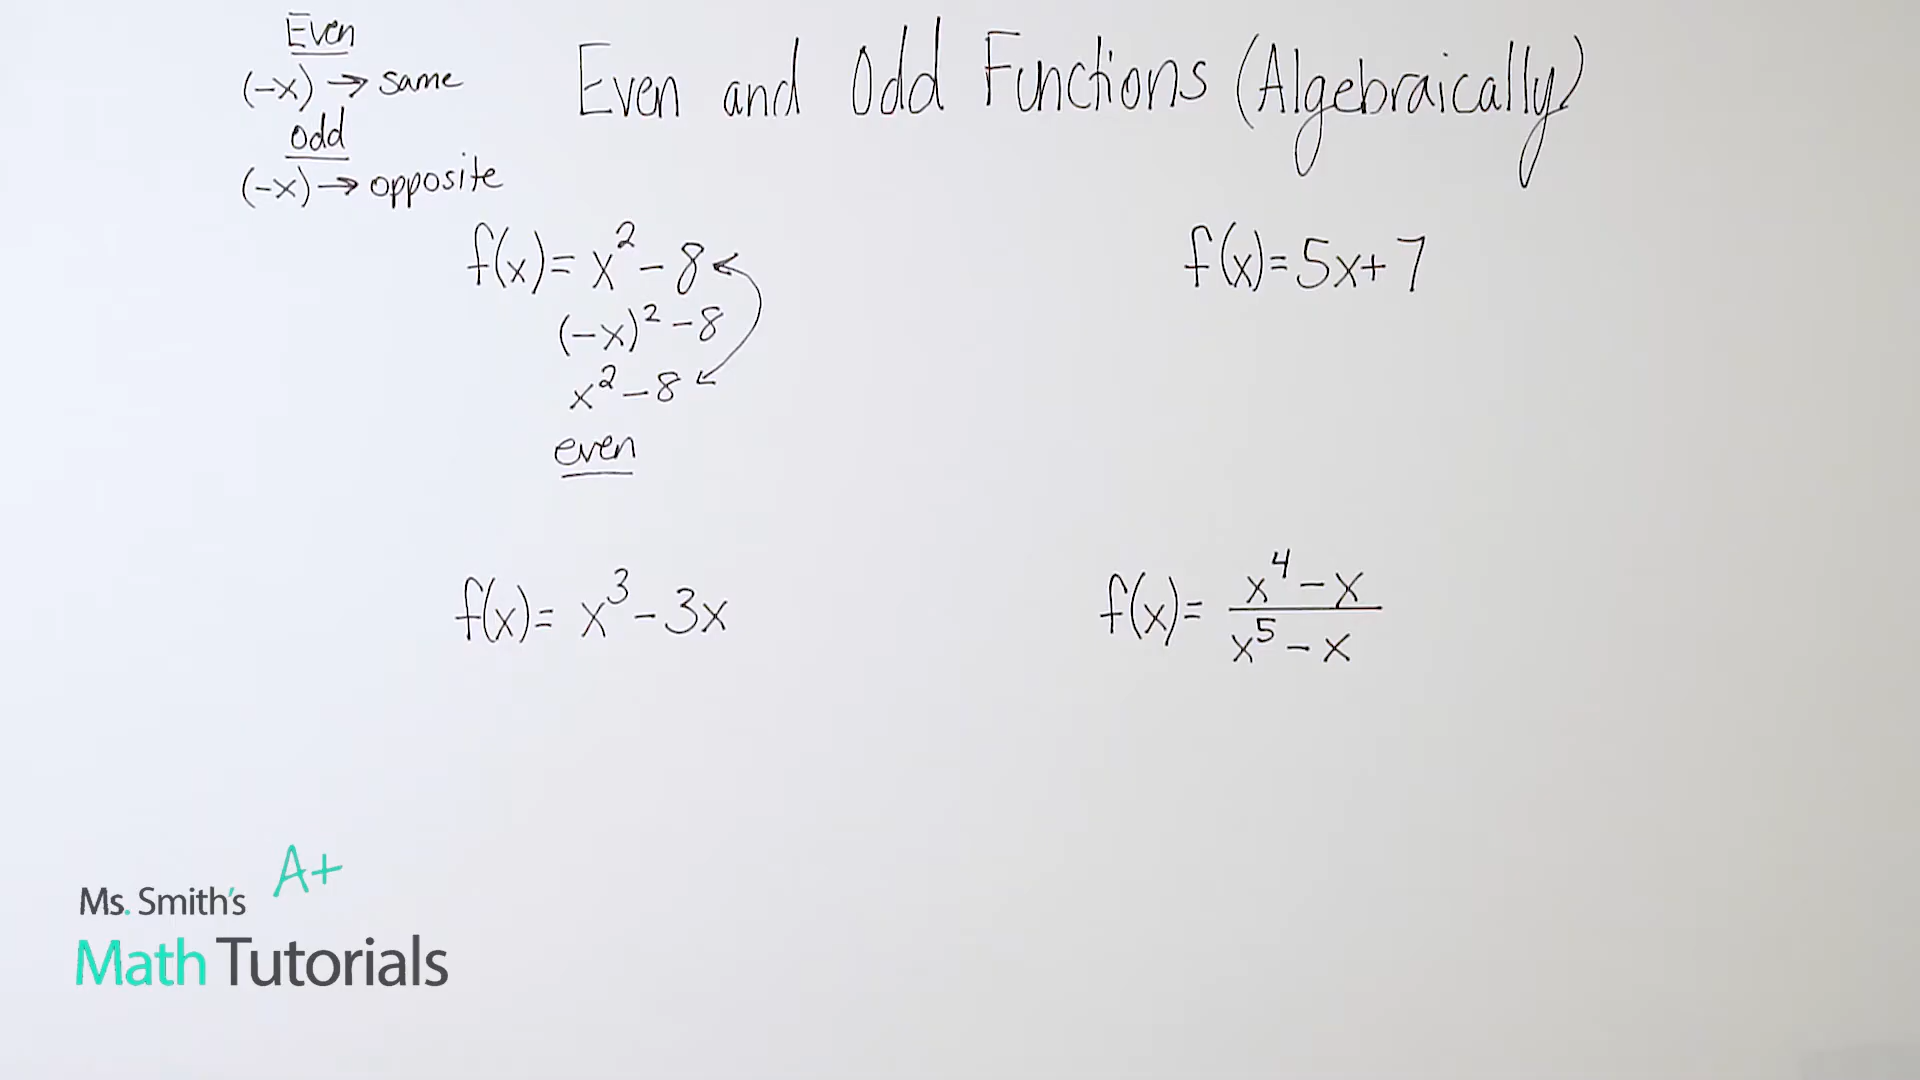 Even
(-x) → same
Odd
(-x) → opposite
Even and Odd Functions (Algebraically)
f(x) = x² - 8
(-x)² - 8
x² - 8
even
f(x) = 5x + 7
f(x) = x³ - 3x
f(x) = x⁴ - x / x⁵ - x
Ms. Smith's A+
Math Tutorials